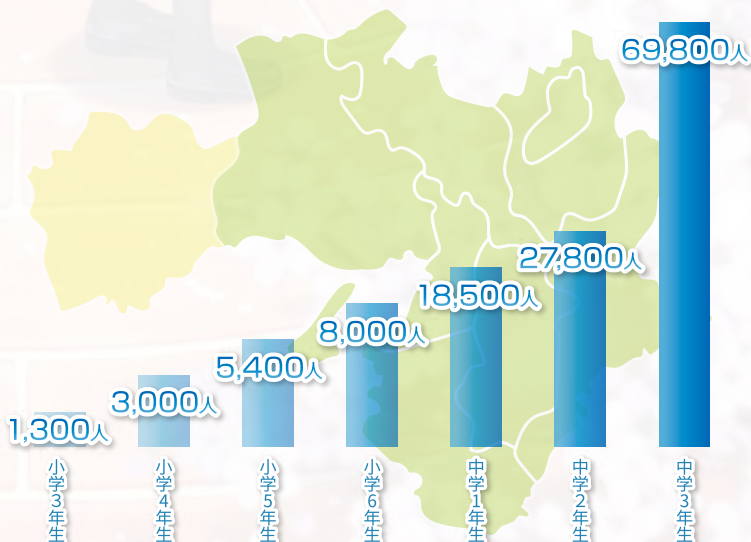 69,800人
27,800人
18,500人
8,000人
5,400人
3,000人
1,300人
小学3年生
小学4年生
小学5年生
小学6年生
中学1年生
中学2年生
中学3年生